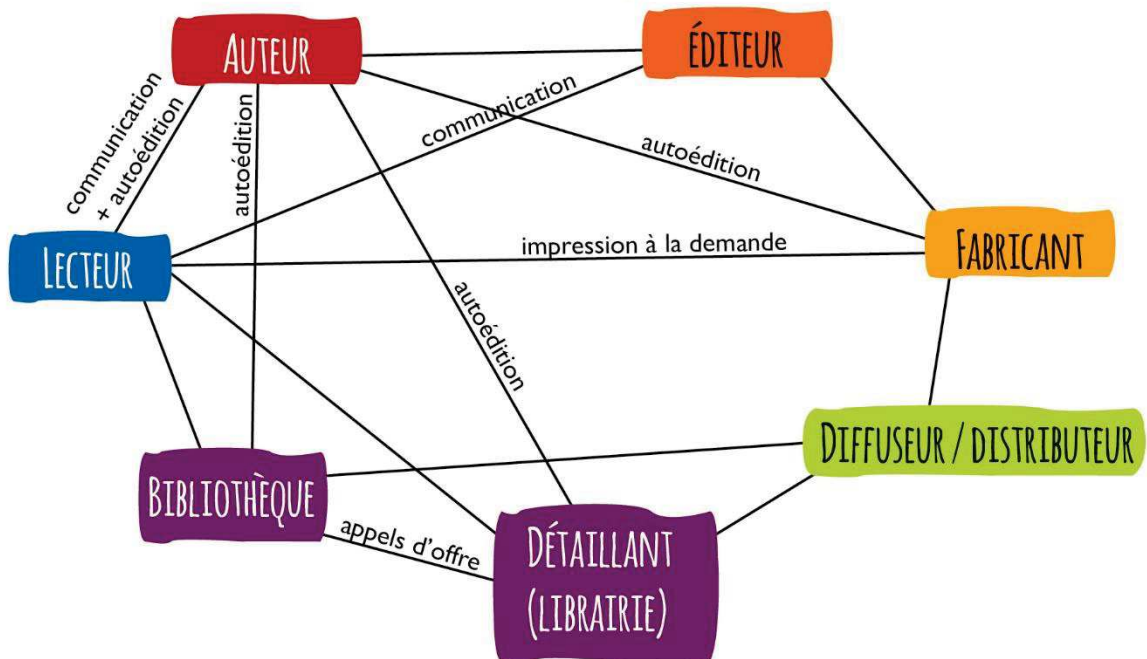 AUTEUR
ÉDITEUR
communication
+ autoédition
autoédition
communication
autoédition
LECTEUR
impression à la demande
FABRICANT
autoédition
DIFFUSEUR / DISTRIBUTEUR
BIBLIOTHÈQUE
appels d'offre
DÉTAILLANT
(LIBRAIRIE)